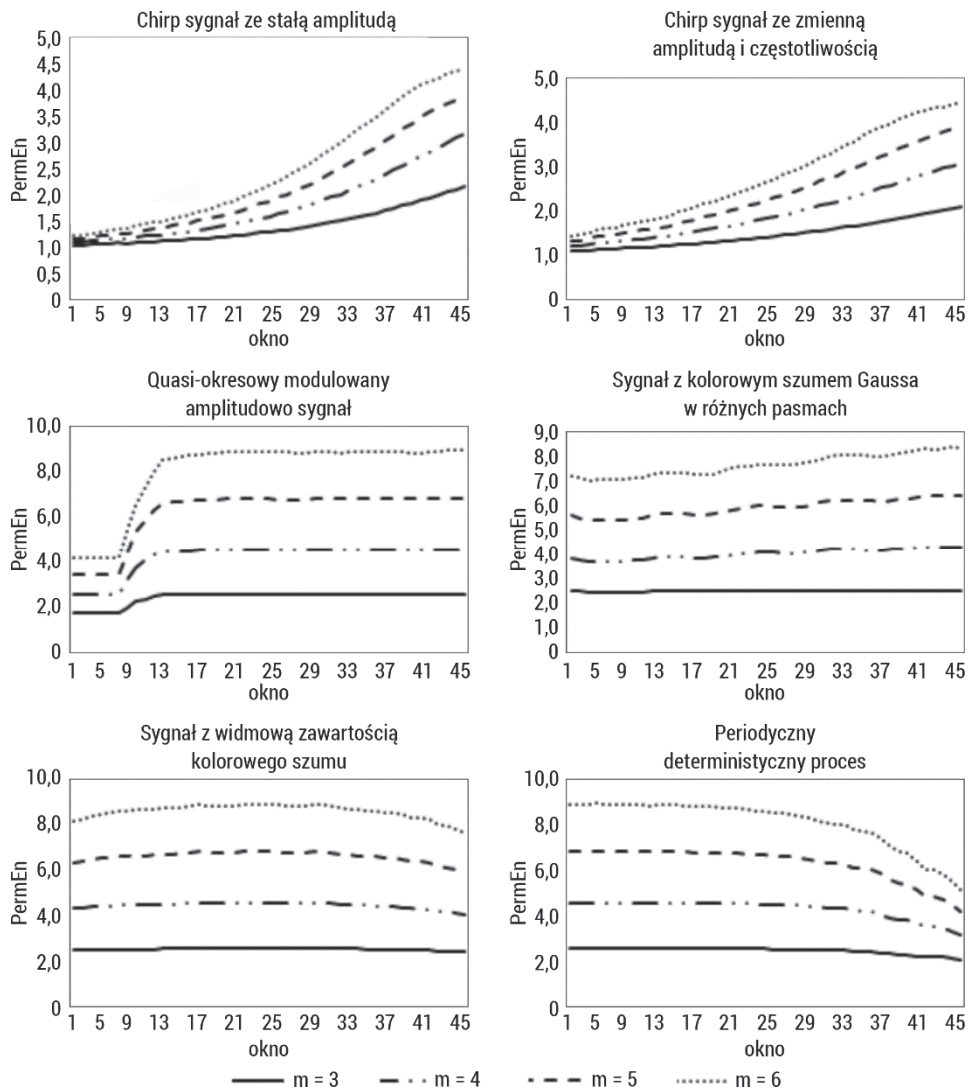 Chirp sygnał ze stałą amplitudą
5,0
4,5
4,0
3,5
3,0
2,5
2,0
1,5
1,0
0,5
0
PermEn
1 5 9 13 17 21 25 29 33 37 41 45
okno
Chirp sygnał ze zmienną
amplitudą i częstotliwością
5,0
4,0
3,0
2,0
1,0
0
PermEn
1 5 9 13 17 21 25 29 33 37 41 45
okno
Quasi-okresowy modulowany
amplitudowo sygnał
10,0
8,0
6,0
4,0
2,0
0
PermEn
1 5 9 13 17 21 25 29 33 37 41 45
okno
Sygnał z kolorowym szumem Gaussa
w różnych pasmach
9,0
8,0
7,0
6,0
5,0
4,0
3,0
2,0
1,0
0
PermEn
1 5 9 13 17 21 25 29 33 37 41 45
okno
Sygnał z widmową zawartością
kolorowego szumu
10,0
8,0
6,0
4,0
2,0
0
PermEn
1 5 9 13 17 21 25 29 33 37 41 45
okno
Periodyczny
deterministyczny proces
10,0
8,0
6,0
4,0
2,0
0
PermEn
1 5 9 13 17 21 25 29 33 37 41 45
okno
m = 3 m = 4 m = 5 m = 6